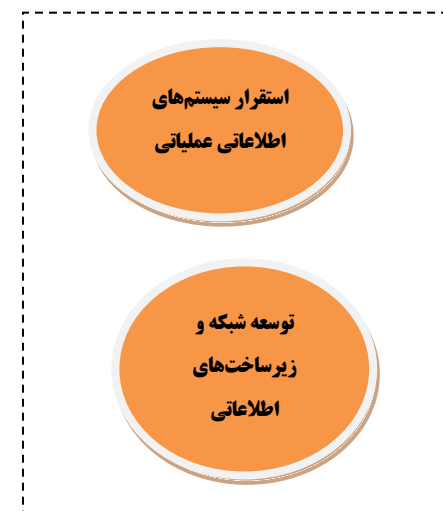 استقرار سیستم‌های
اطلاعاتی عملیاتی
توسعه شبکه و
زیرساخت‌های
اطلاعاتی